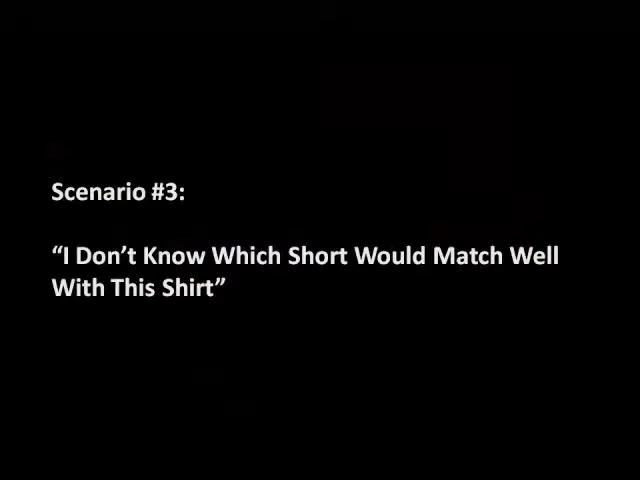 Scenario #3:
“I Don’t Know Which Short Would Match Well
With This Shirt”